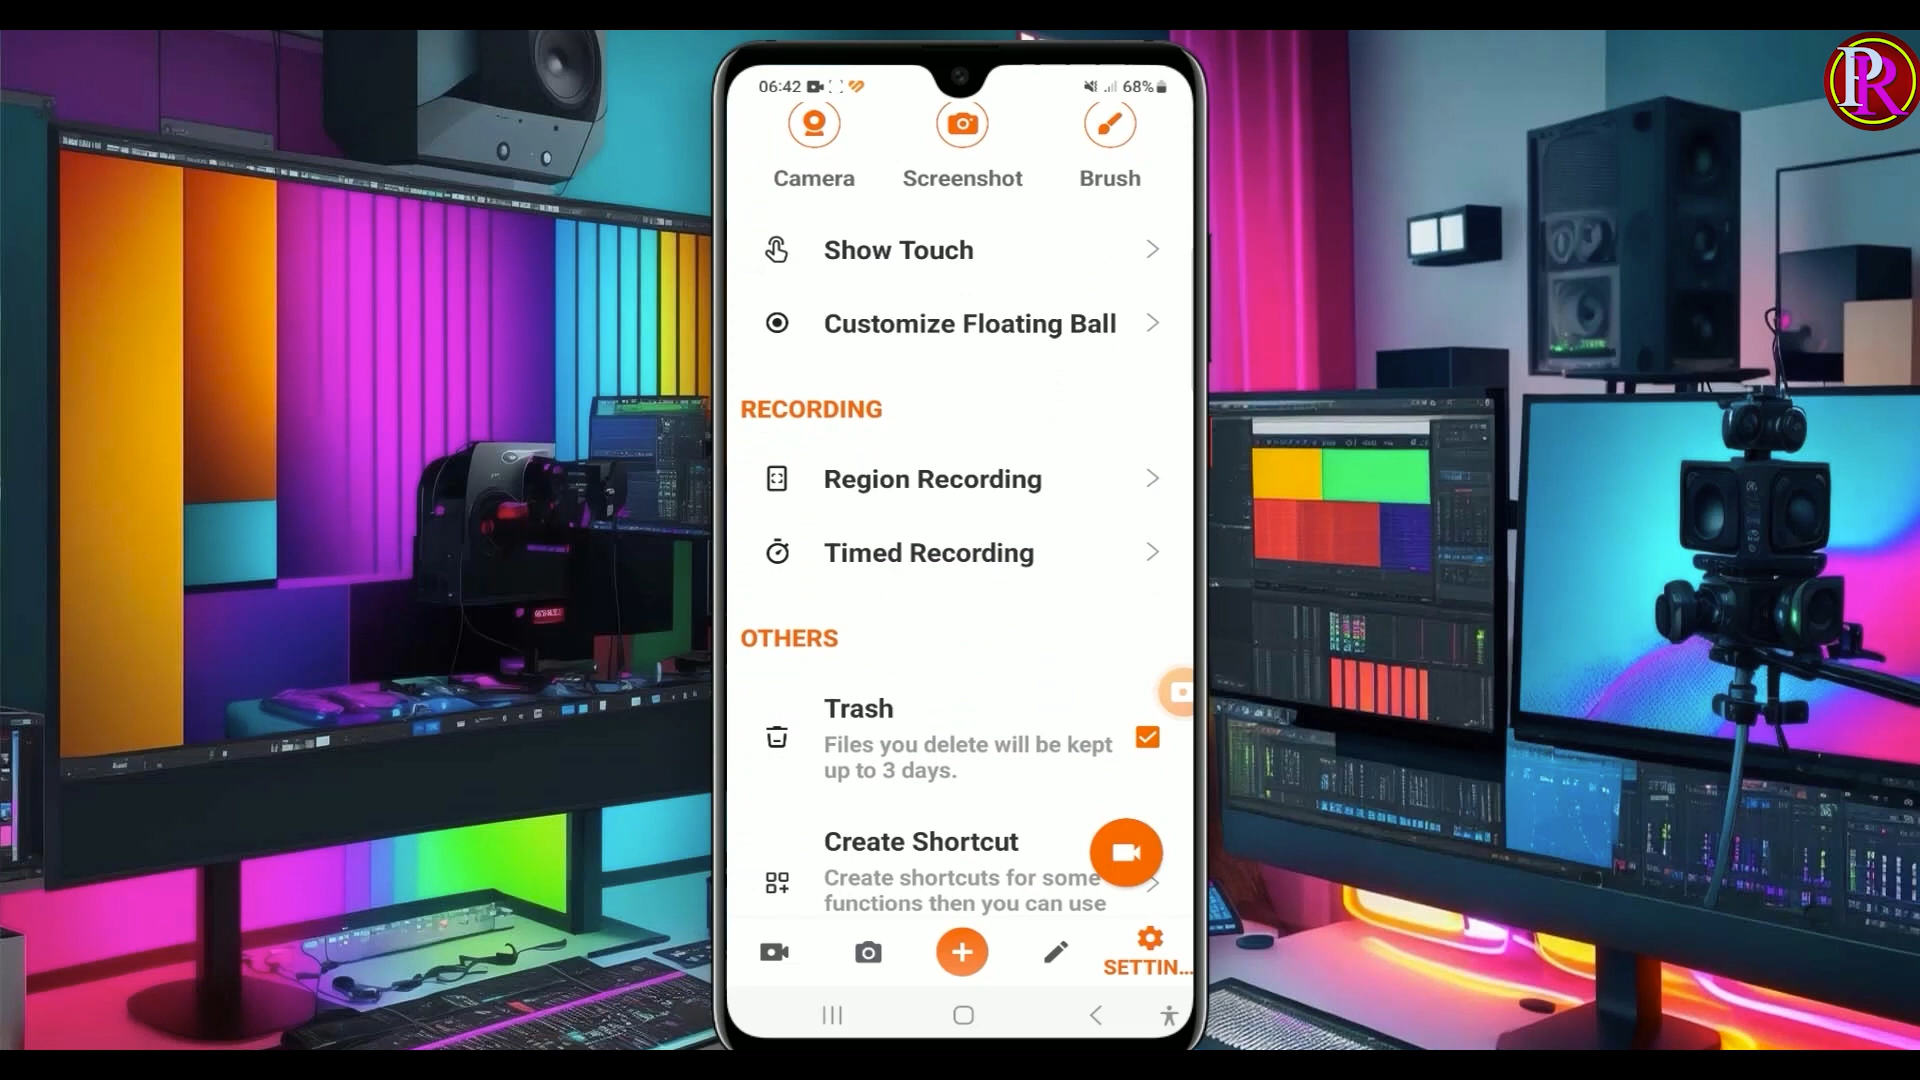 PR
06:42
68%
Camera
Screenshot
Brush
Show Touch
Customize Floating Ball
RECORDING
Region Recording
Timed Recording
OTHERS
Trash
Files you delete will be kept
up to 3 days.
Create Shortcut
Create shortcuts for some
functions then you can use
SETTIN...